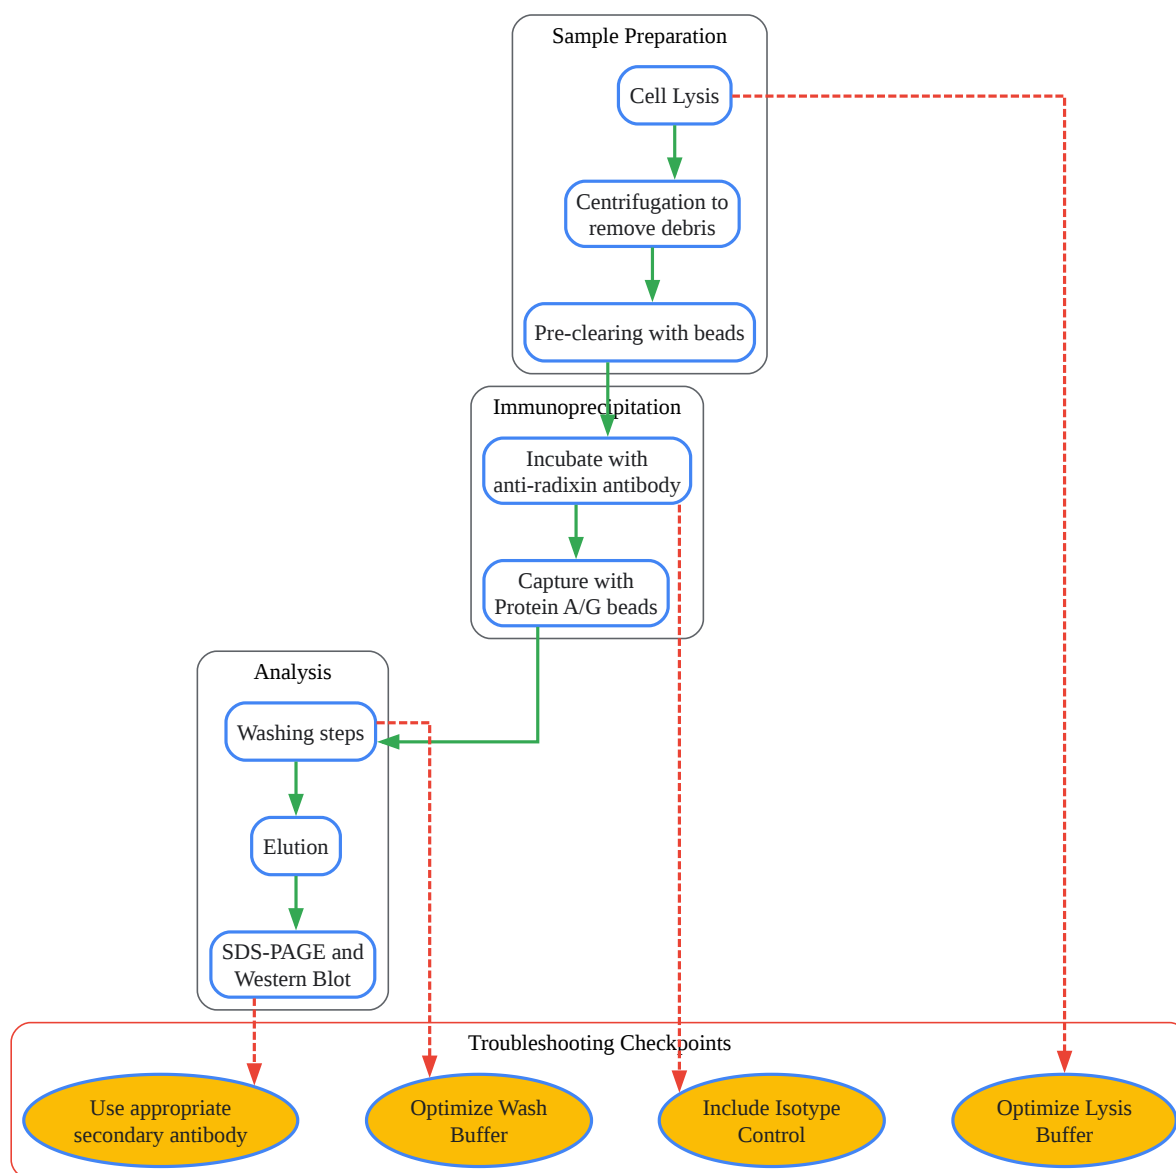 Sample Preparation
Cell Lysis
Centrifugation to
remove debris
Pre-clearing with beads
Immunoprecipitation
Incubate with
anti-radixin antibody
Capture with
Protein A/G beads
Analysis
Washing steps
Elution
SDS-PAGE and
Western Blot
Troubleshooting Checkpoints
Use appropriate
secondary antibody
Optimize Wash
Buffer
Include Isotype
Control
Optimize Lysis
Buffer